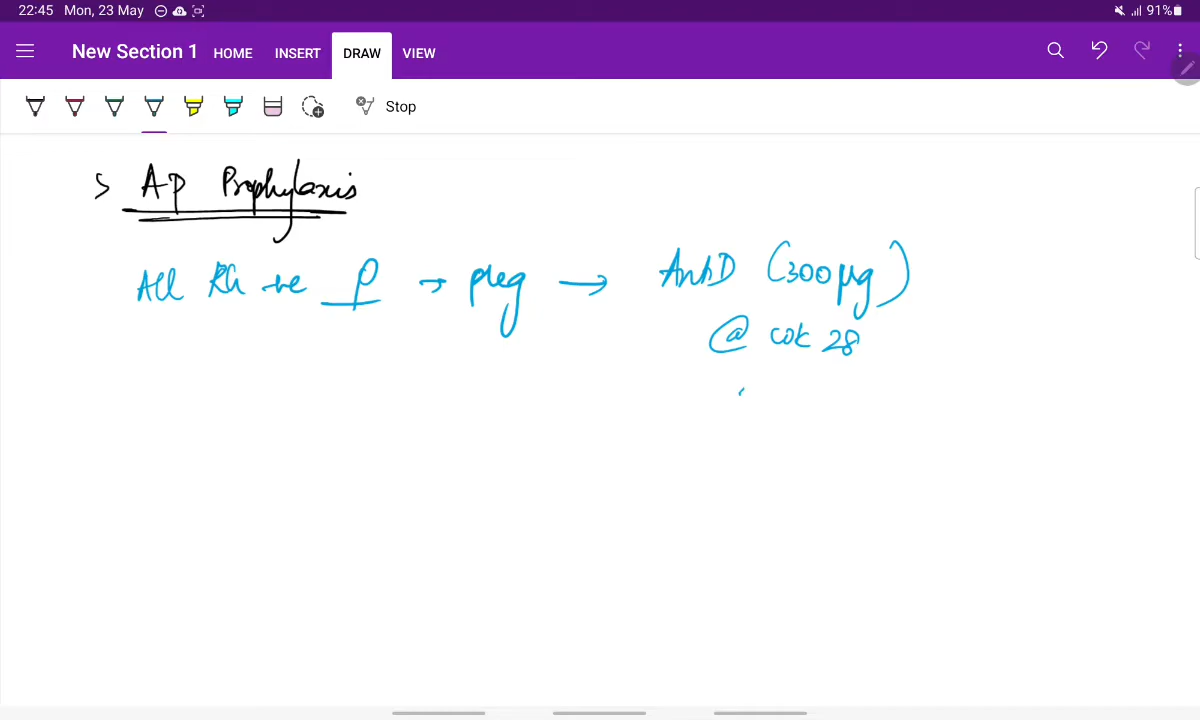 22:45 Mon, 23 May 91%
New Section 1 HOME INSERT DRAW VIEW
Stop
> AP Prophylaxis
All Rh -ve → preg → Anti D (300 µg)
@ wk 28